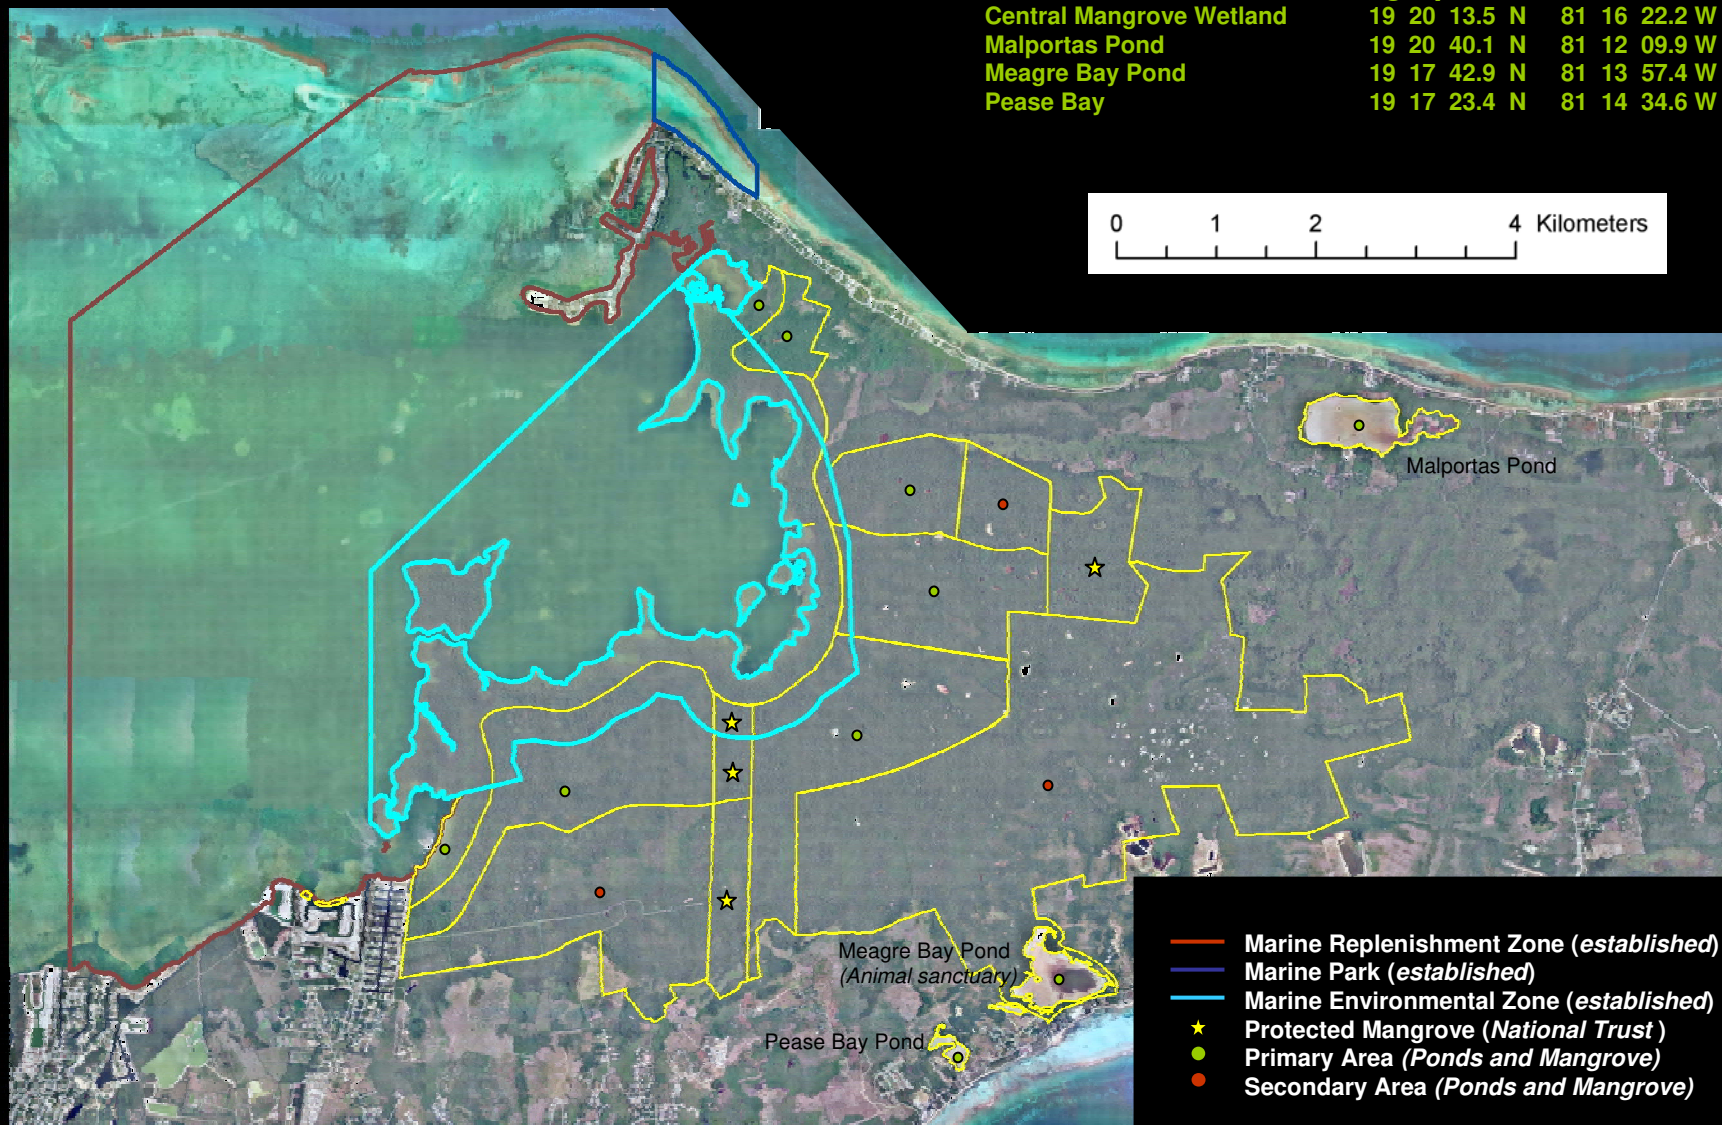 Central Mangrove Wetland 19 20 13.5 N 81 16 22.2 W
Malportas Pond 19 20 40.1 N 81 12 09.9 W
Meagre Bay Pond 19 17 42.9 N 81 13 57.4 W
Pease Bay 19 17 23.4 N 81 14 34.6 W
0 1 2 4 Kilometers
Malportas Pond
Meagre Bay Pond
(Animal sanctuary)
Pease Bay Pond
Marine Replenishment Zone (established)
Marine Park (established)
Marine Environmental Zone (established)
Protected Mangrove (National Trust )
Primary Area (Ponds and Mangrove)
Secondary Area (Ponds and Mangrove)